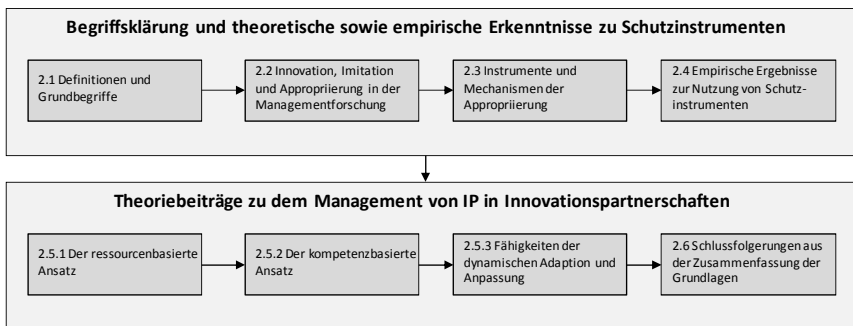 Begriffsklärung und theoretische sowie empirische Erkenntnisse zu Schutzinstrumenten
2.1 Definitionen und
Grundbegriffe
2.2 Innovation, Imitation
und Appropriierung in der
Managementforschung
2.3 Instrumente und
Mechanismen der
Appropriierung
2.4 Empirische Ergebnisse
zur Nutzung von Schutz-
instrumenten
Theoriebeiträge zu dem Management von IP in Innovationspartnerschaften
2.5.1 Der ressourcenbasierte
Ansatz
2.5.2 Der kompetenzbasierte
Ansatz
2.5.3 Fähigkeiten der
dynamischen Adaption und
Anpassung
2.6 Schlussfolgerungen aus
der Zusammenfassung der
Grundlagen